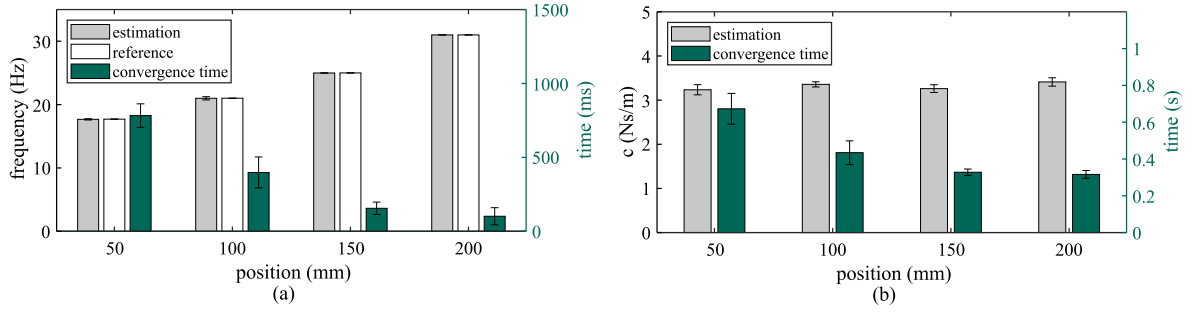 30
20
10
0
frequency (Hz)
estimation
reference
convergence time
1500
1000
500
0
time (ms)
50 100 150 200
position (mm)
(a)
5
4
3
2
1
0
c (Ns/m)
estimation
convergence time
1
0.8
0.6
0.4
0.2
0
time (s)
50 100 150 200
position (mm)
(b)